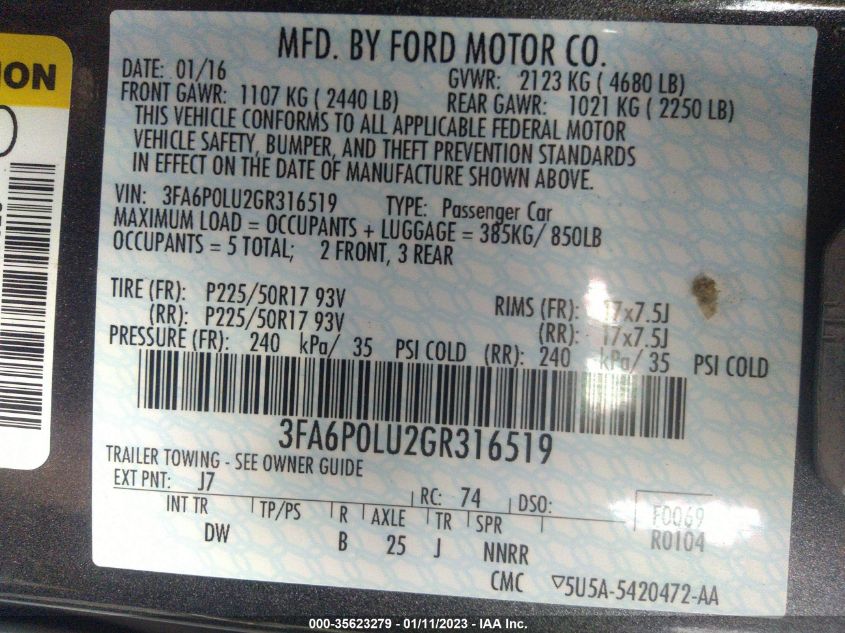 ION
MFD. BY FORD MOTOR CO.
DATE: 01/16 GVWR: 2123 KG ( 4680 LB)
FRONT GAWR: 1107 KG ( 2440 LB) REAR GAWR: 1021 KG ( 2250 LB)
THIS VEHICLE CONFORMS TO ALL APPLICABLE FEDERAL MOTOR
VEHICLE SAFETY, BUMPER, AND THEFT PREVENTION STANDARDS
IN EFFECT ON THE DATE OF MANUFACTURE SHOWN ABOVE.
VIN: 3FA6P0LU2GR316519 TYPE: Passenger Car
MAXIMUM LOAD = OCCUPANTS + LUGGAGE = 385KG/ 850LB
OCCUPANTS = 5 TOTAL; 2 FRONT, 3 REAR
TIRE (FR): P225/50R17 93V RIMS (FR): 17x7.5J
(RR): P225/50R17 93V (RR): 17x7.5J
PRESSURE (FR): 240 kPa/ 35 PSI COLD (RR): 240 kPa/ 35 PSI COLD
3FA6P0LU2GR316519
TRAILER TOWING - SEE OWNER GUIDE
EXT PNT: J7 RC: 74 DSO: F0069
INT TR TP/PS R AXLE TR SPR R0104
DW B 25 J NNRR
CMC ▽5U5A-5420472-AA
000-35623279 - 01/11/2023 - IAA Inc.